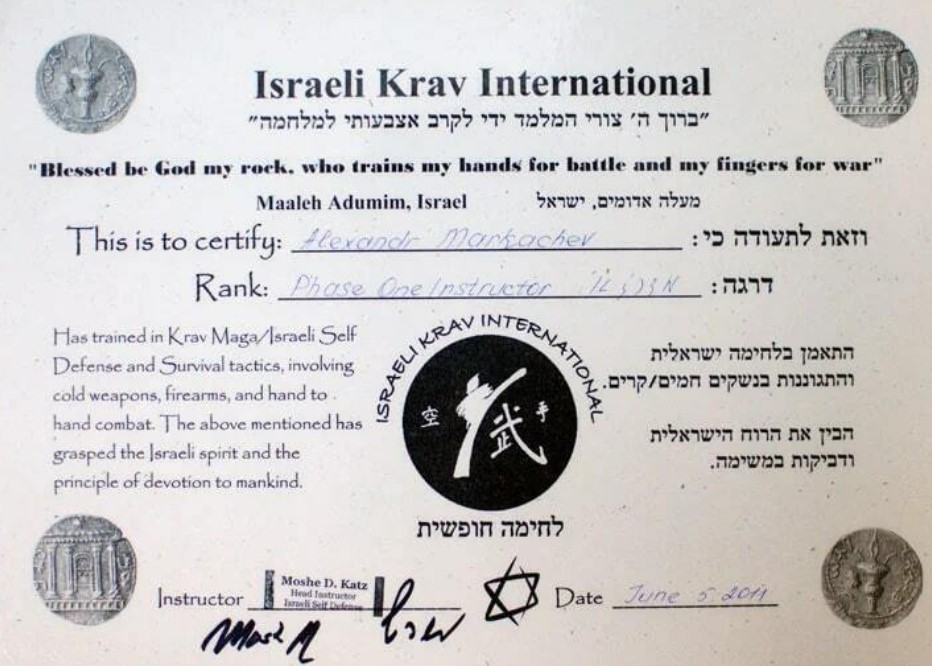 Israeli Krav International
"ברוך ה' צורי המלמד ידי לקרב אצבעותי למלחמה"
"Blessed be God my rock, who trains my hands for battle and my fingers for war"
Maaleh Adumim, Israel מעלה אדומים, ישראל
This is to certify: Alexandr Markachev וזאת לתעודה כי:
Rank: Phase One Instructor דרגה:
Has trained in Krav Maga/Israeli Self
Defense and Survival tactics, involving
cold weapons, firearms, and hand to
hand combat. The above mentioned has
grasped the Israeli spirit and the
principle of devotion to mankind.
ISRAELI KRAV INTERNATIONAL
空 武 手
לחימה חופשית
התאמן בלחימה ישראלית
והתגוננות בנשקים חמים/קרים.
הבין את הרוח הישראלית
ודביקות במשימה.
Instructor
Moshe D. Katz
Head Instructor
Israeli Self Defense
Date June 5 2011